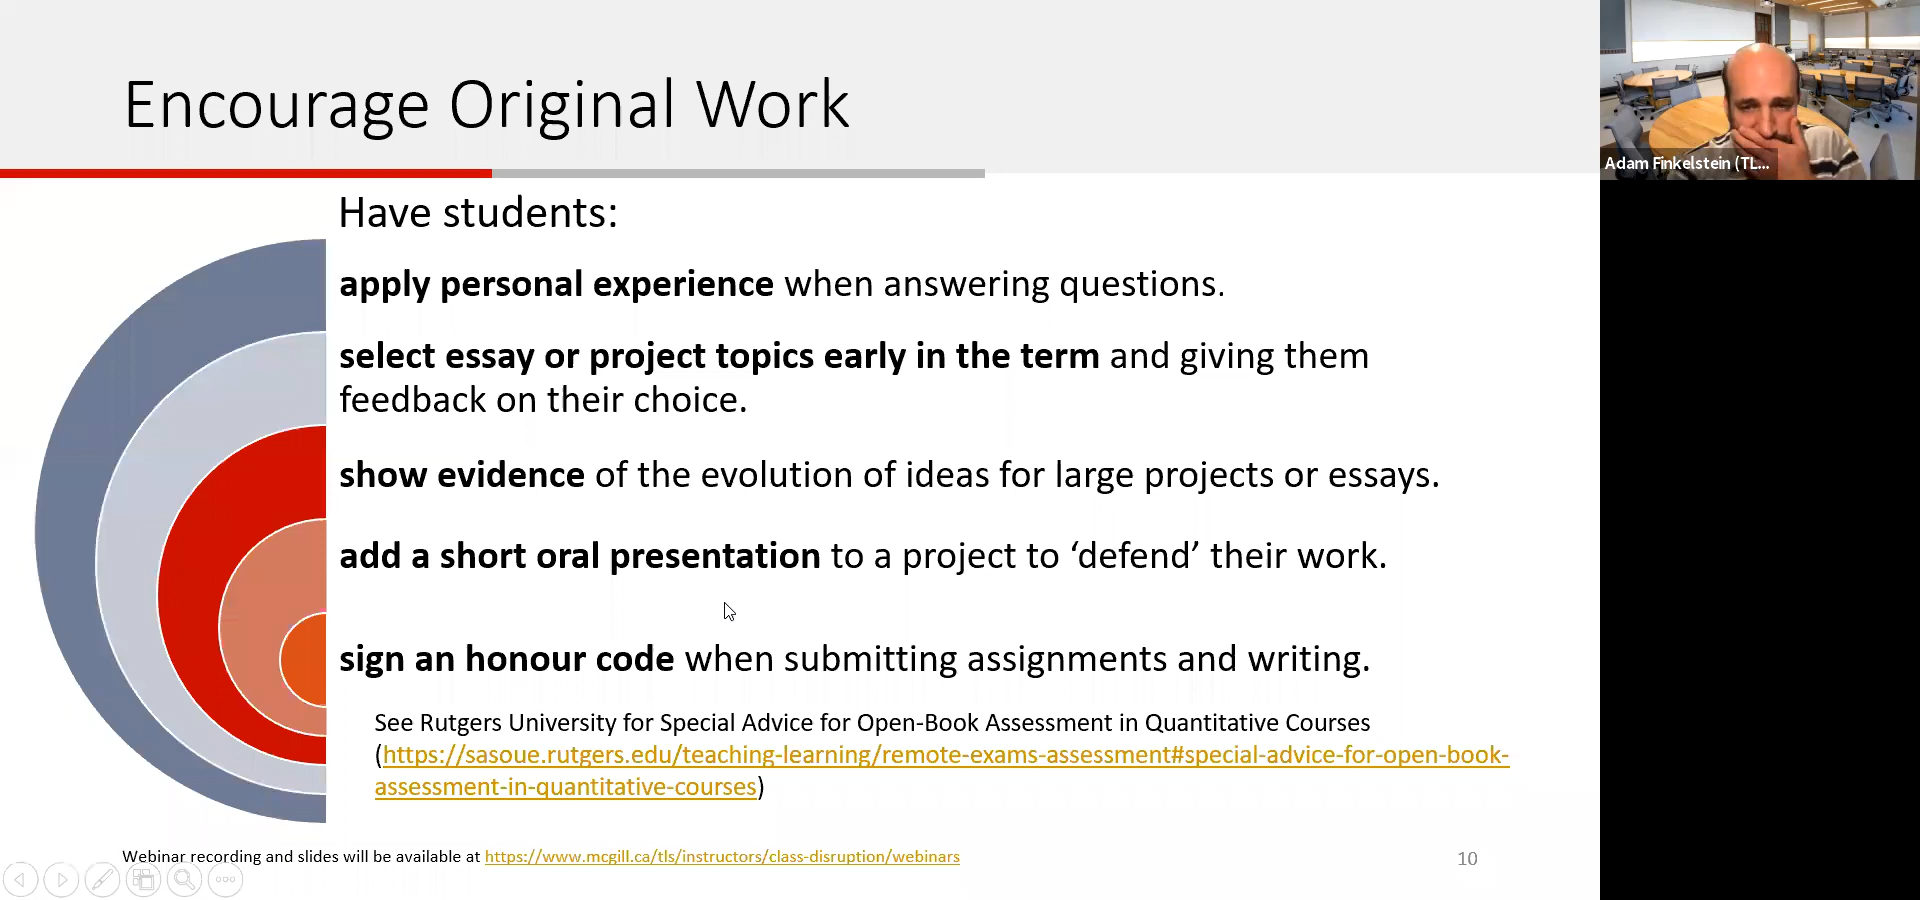 Encourage Original Work
Adam Finkelstein (TL...
Have students:
apply personal experience when answering questions.
select essay or project topics early in the term and giving them
feedback on their choice.
show evidence of the evolution of ideas for large projects or essays.
add a short oral presentation to a project to ‘defend’ their work.
sign an honour code when submitting assignments and writing.
See Rutgers University for Special Advice for Open-Book Assessment in Quantitative Courses
(https://sasoue.rutgers.edu/teaching-learning/remote-exams-assessment#special-advice-for-open-book-
assessment-in-quantitative-courses)
Webinar recording and slides will be available at https://www.mcgill.ca/tls/instructors/class-disruption/webinars
10